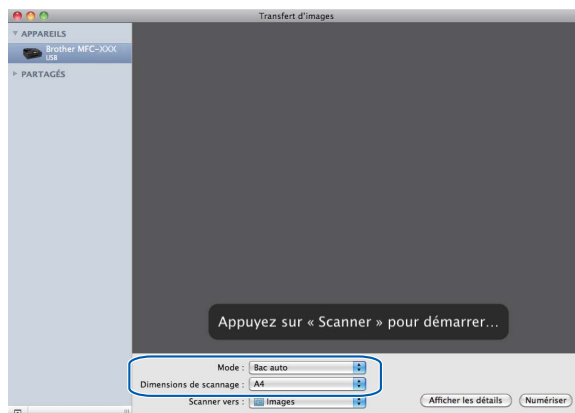 Transfert d'images
APPAREILS
Brother MFC-XXX
USB
PARTAGÉS
Appuyez sur « Scanner » pour démarrer...
Mode : Bac auto
Dimensions de scannage : A4
Scanner vers : Images
Afficher les détails
Numériser